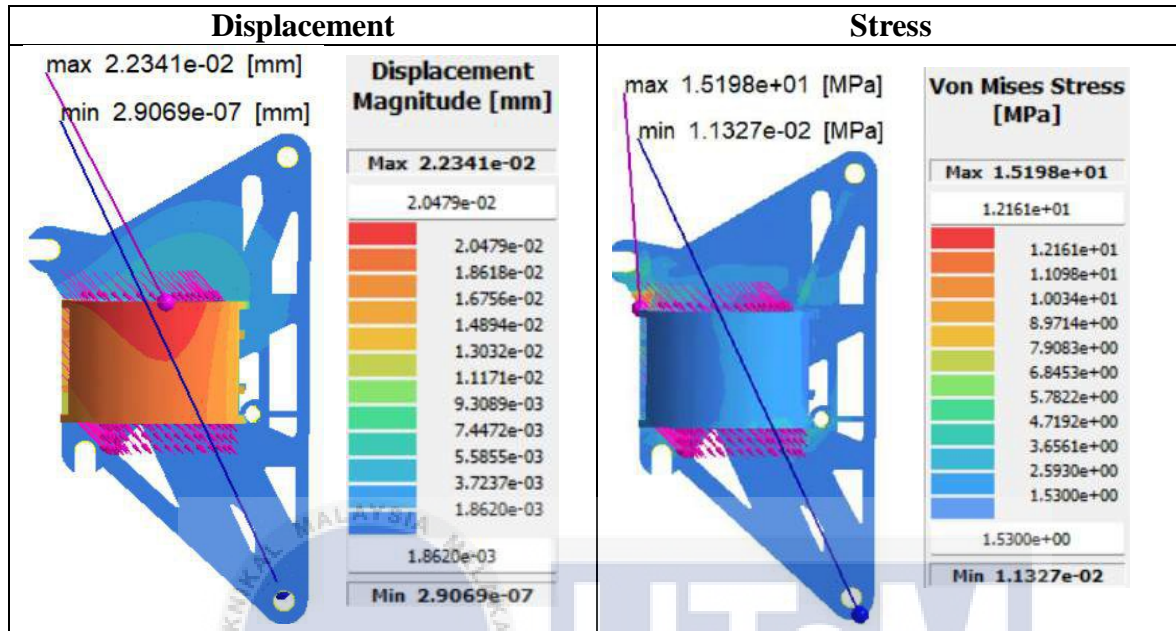 Displacement
Stress
max 2.2341e-02 [mm]
min 2.9069e-07 [mm]
Displacement
Magnitude [mm]
Max 2.2341e-02
2.0479e-02
2.0479e-02
1.8618e-02
1.6756e-02
1.4894e-02
1.3032e-02
1.1171e-02
9.3089e-03
7.4472e-03
5.5855e-03
3.7237e-03
1.8620e-03
1.8620e-03
Min 2.9069e-07
max 1.5198e+01 [MPa]
min 1.1327e-02 [MPa]
Von Mises Stress
[MPa]
Max 1.5198e+01
1.2161e+01
1.2161e+01
1.1098e+01
1.0034e+01
8.9714e+00
7.9083e+00
6.8453e+00
5.7822e+00
4.7192e+00
3.6561e+00
2.5930e+00
1.5300e+00
1.5300e+00
Min 1.1327e-02
MALAYSIA